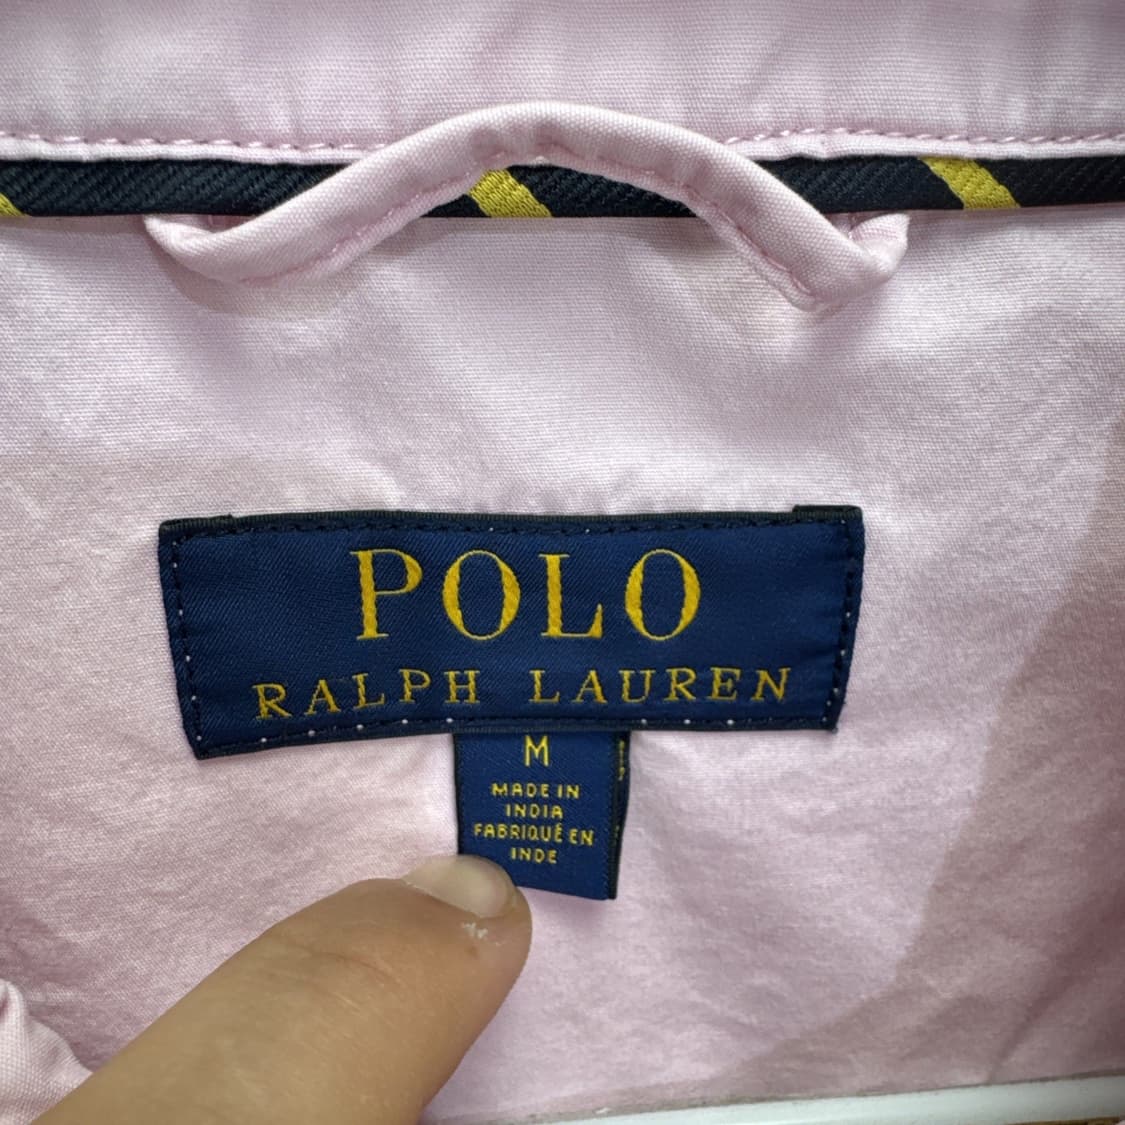 POLO
RALPH LAUREN
M
MADE IN
INDIA
FABRIQUÉ EN
INDE